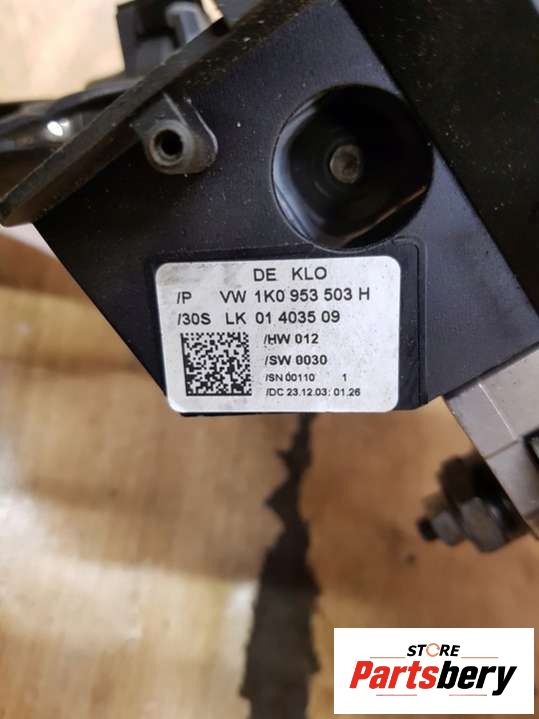 DE KLO
/P VW 1K0 953 503 H
/30S LK 01 4035 09
/HW 012
/SW 0030
/SN 00110 1
/DC 23.12.03; 01.26
STORE
Partsbery